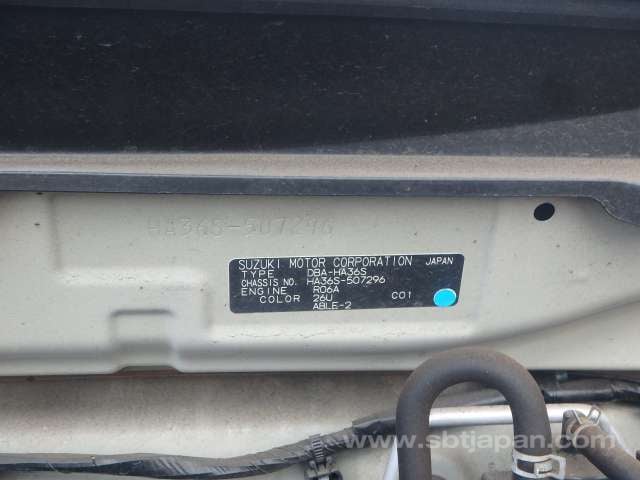 HA36S-507296
SUZUKI MOTOR CORPORATION JAPAN
TYPE DBA-HA36S
CHASSIS NO. HA36S-507296
ENGINE R06A
COLOR 26U C01
ABLE-2
www.sbtjapan.com